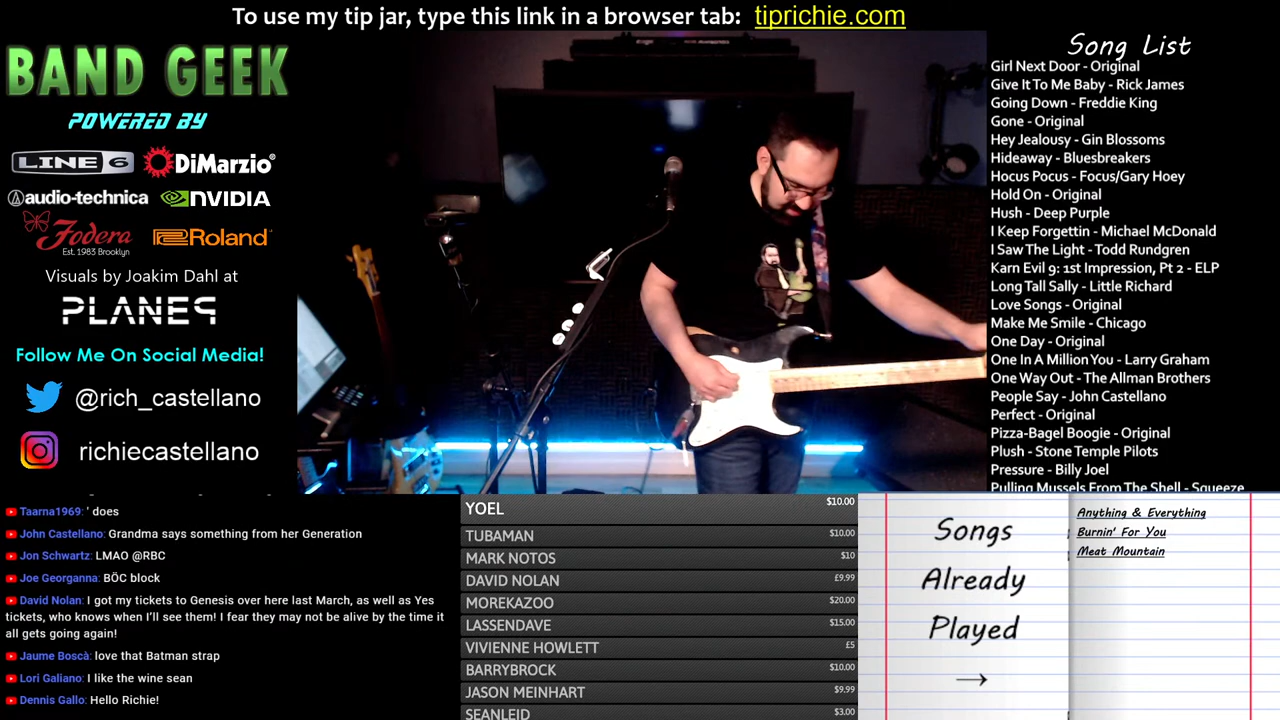 To use my tip jar, type this link in a browser tab: tiprichie.com
BAND GEEK
POWERED BY
LINE 6
DiMarzio®
audio-technica
NVIDIA
Fodera
Est. 1983 Brooklyn
Roland
Visuals by Joakim Dahl at
PLANE9
Follow Me On Social Media!
@rich_castellano
richiecastellano
Song List
Girl Next Door - Original
Give It To Me Baby - Rick James
Going Down - Freddie King
Gone - Original
Hey Jealousy - Gin Blossoms
Hideaway - Bluesbreakers
Hocus Pocus - Focus/Gary Hoey
Hold On - Original
Hush - Deep Purple
I Keep Forgettin - Michael McDonald
I Saw The Light - Todd Rundgren
Karn Evil 9: 1st Impression, Pt 2 - ELP
Long Tall Sally - Little Richard
Love Songs - Original
Make Me Smile - Chicago
One Day - Original
One In A Million You - Larry Graham
One Way Out - The Allman Brothers
People Say - John Castellano
Perfect - Original
Pizza-Bagel Boogie - Original
Plush - Stone Temple Pilots
Pressure - Billy Joel
Pulling Mussels From The Shell - Squeeze
Taarna1969: ' does
John Castellano: Grandma says something from her Generation
Jon Schwartz: LMAO @RBC
Joe Georganna: BÖC block
David Nolan: I got my tickets to Genesis over here last March, as well as Yes
tickets, who knows when I'll see them! I fear they may not be alive by the time it
all gets going again!
Jaume Boscà: love that Batman strap
Lori Galiano: I like the wine sean
Dennis Gallo: Hello Richie!
YOEL $10.00
TUBAMAN $10.00
MARK NOTOS $10
DAVID NOLAN £9.99
MOREKAZOO $20.00
LASSENDAVE $15.00
VIVIENNE HOWLETT £5
BARRYBROCK $10.00
JASON MEINHART $9.99
SEANLEID $3.00
Songs
Already
Played
→
Anything & Everything
Burnin' For You
Meat Mountain